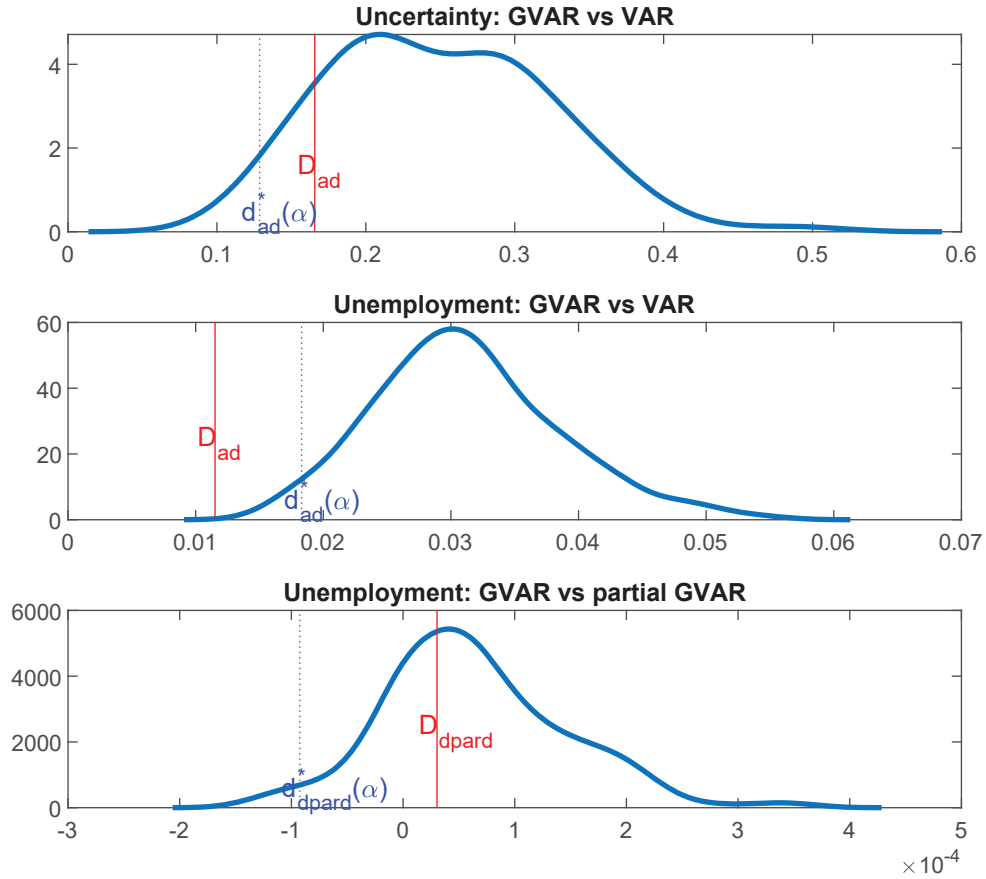 Uncertainty: GVAR vs VAR
4
2
0
D_ad
d*_ad(α)
0 0.1 0.2 0.3 0.4 0.5 0.6
Unemployment: GVAR vs VAR
60
40
20
0
D_ad
d*_ad(α)
0 0.01 0.02 0.03 0.04 0.05 0.06 0.07
Unemployment: GVAR vs partial GVAR
6000
4000
2000
0
D_dpard
d*_dpard(α)
-3 -2 -1 0 1 2 3 4 5
×10^-4